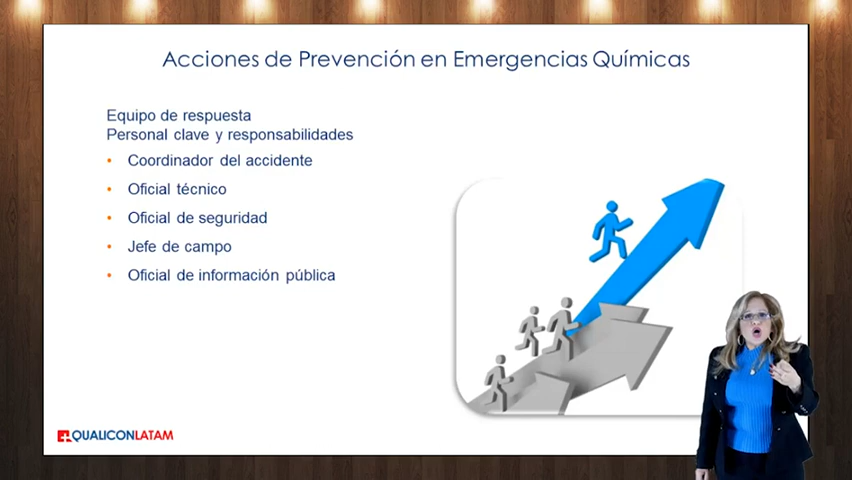 Acciones de Prevención en Emergencias Químicas
Equipo de respuesta
Personal clave y responsabilidades
• Coordinador del accidente
• Oficial técnico
• Oficial de seguridad
• Jefe de campo
• Oficial de información pública
QUALICONLATAM